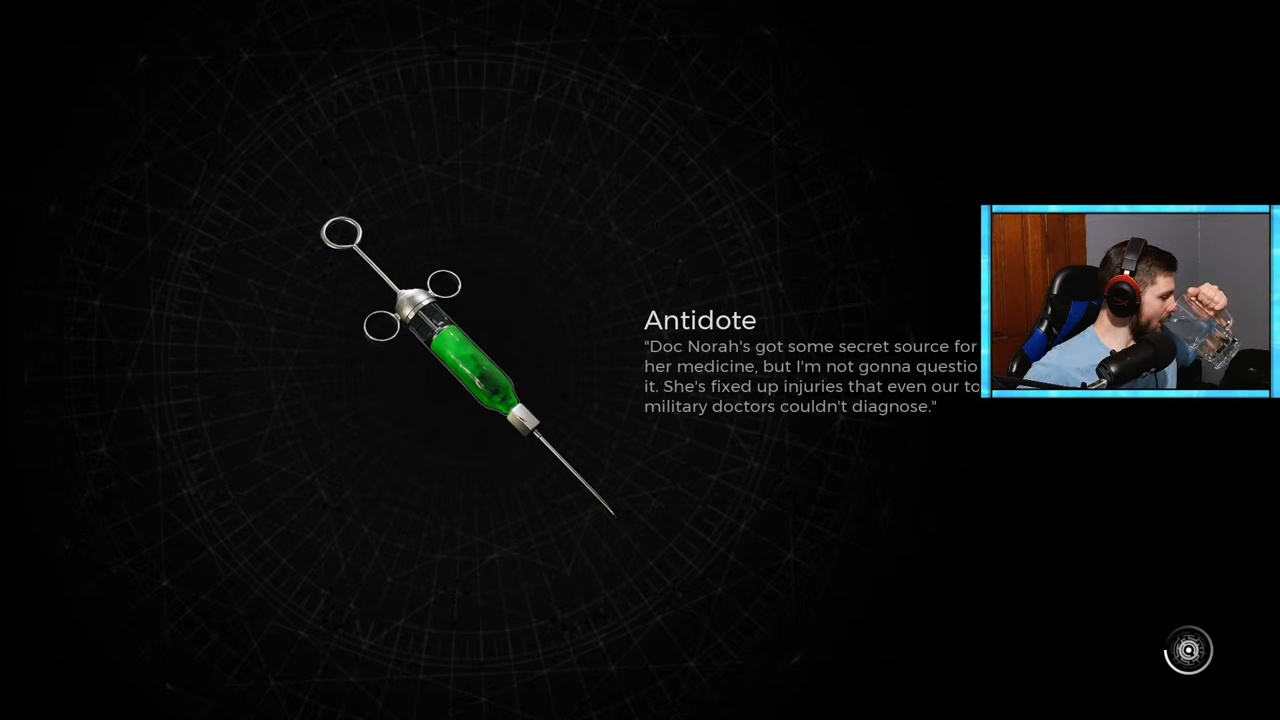 Antidote
"Doc Norah's got some secret source for
her medicine, but I'm not gonna questio
it. She's fixed up injuries that even our to
military doctors couldn't diagnose."